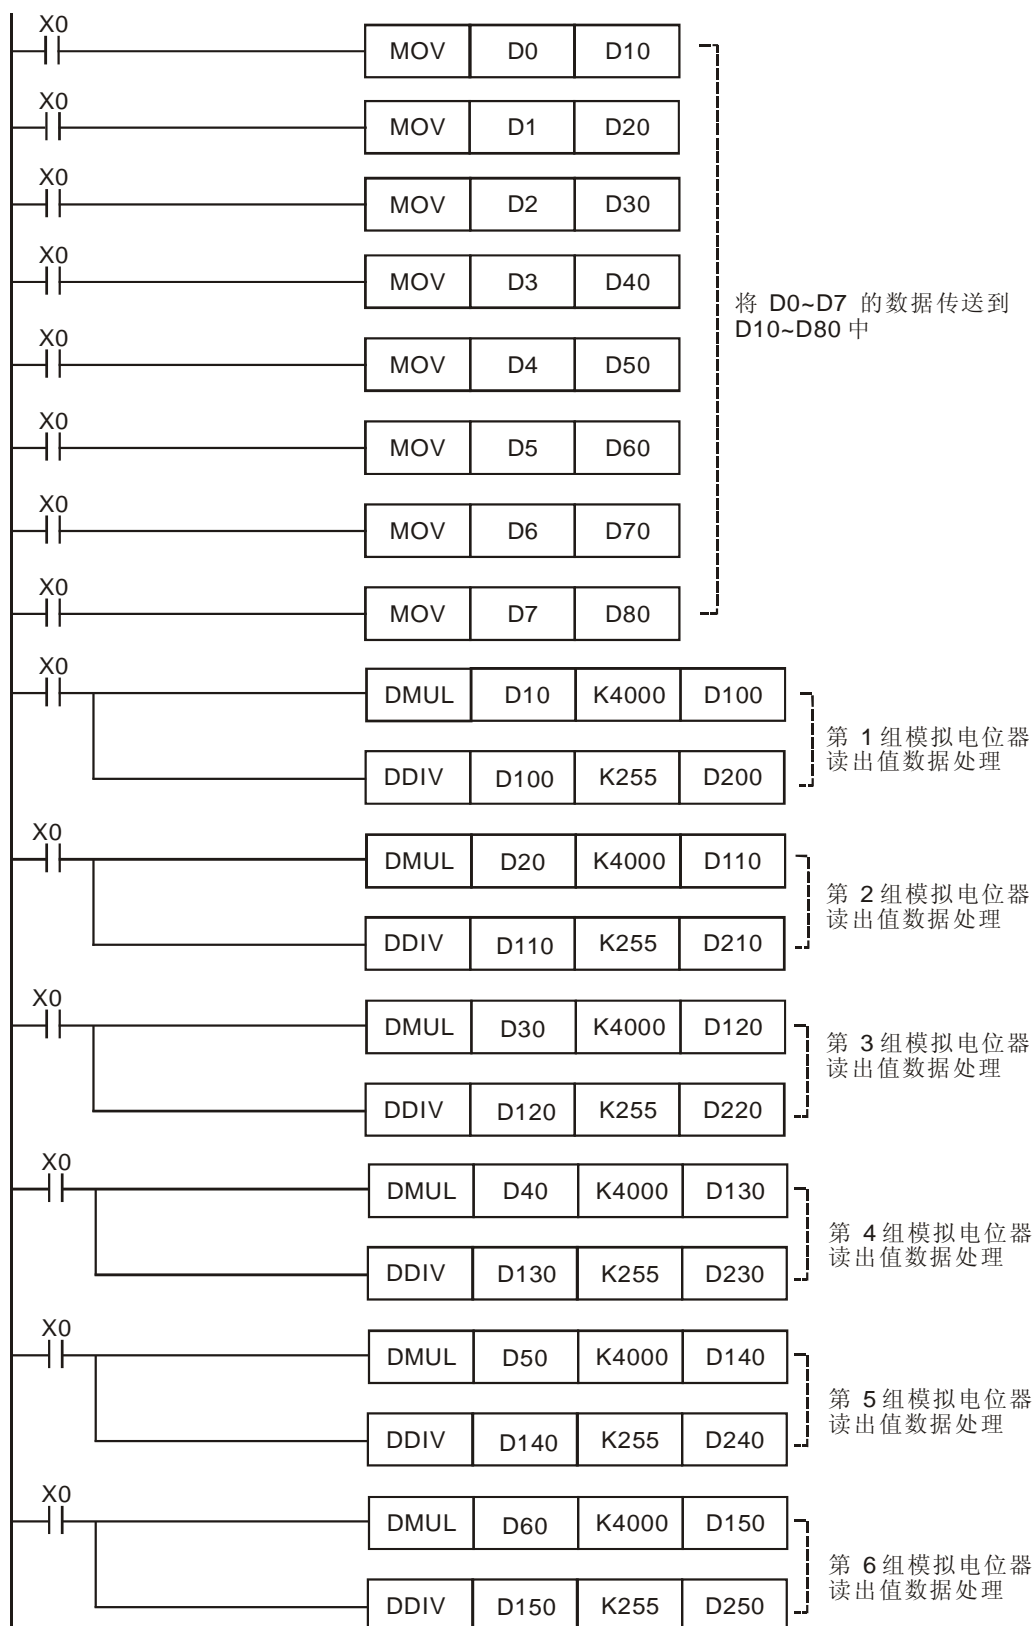 X0
MOV D0 D10
X0
MOV D1 D20
X0
MOV D2 D30
X0
MOV D3 D40
将 D0~D7 的数据传送到
D10~D80 中
X0
MOV D4 D50
X0
MOV D5 D60
X0
MOV D6 D70
X0
MOV D7 D80
X0
DMUL D10 K4000 D100
第 1 组模拟电位器
读出值数据处理
DDIV D100 K255 D200
X0
DMUL D20 K4000 D110
第 2 组模拟电位器
读出值数据处理
DDIV D110 K255 D210
X0
DMUL D30 K4000 D120
第 3 组模拟电位器
读出值数据处理
DDIV D120 K255 D220
X0
DMUL D40 K4000 D130
第 4 组模拟电位器
读出值数据处理
DDIV D130 K255 D230
X0
DMUL D50 K4000 D140
第 5 组模拟电位器
读出值数据处理
DDIV D140 K255 D240
X0
DMUL D60 K4000 D150
第 6 组模拟电位器
读出值数据处理
DDIV D150 K255 D250